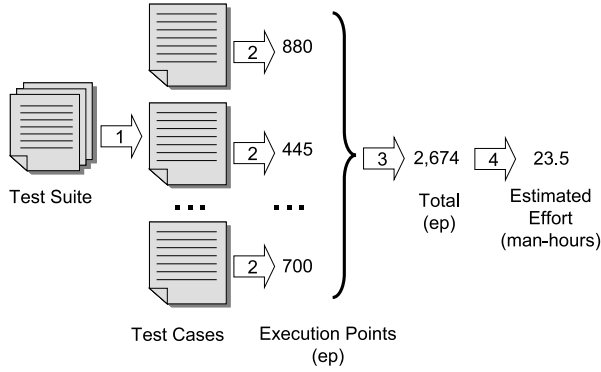 880
2
Test Suite
1
2
445
3
2,674
4
23.5
Total
(ep)
Estimated
Effort
(man-hours)
... ...
2
700
Test Cases
Execution Points
(ep)